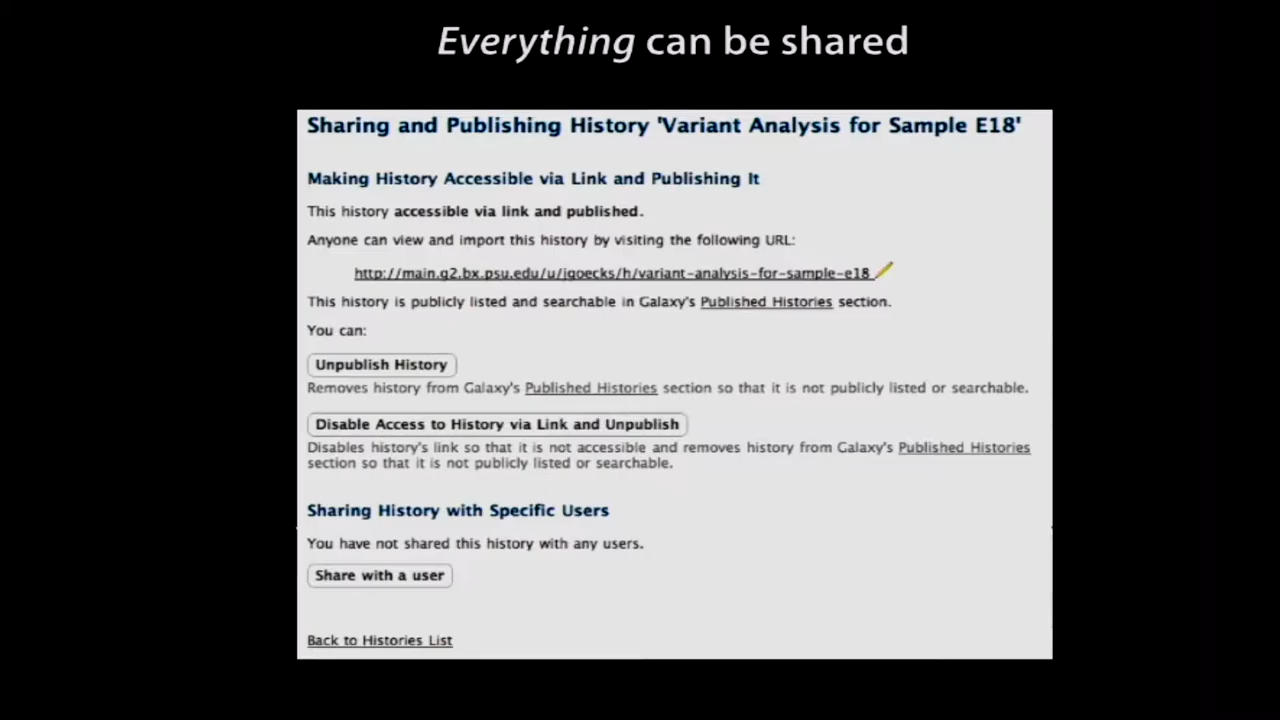 Everything can be shared
Sharing and Publishing History 'Variant Analysis for Sample E18'
Making History Accessible via Link and Publishing It
This history accessible via link and published.
Anyone can view and import this history by visiting the following URL:
http://main.g2.bx.psu.edu/u/jgoecks/h/variant-analysis-for-sample-e18
This history is publicly listed and searchable in Galaxy's Published Histories section.
You can:
Unpublish History
Removes history from Galaxy's Published Histories section so that it is not publicly listed or searchable.
Disable Access to History via Link and Unpublish
Disables history's link so that it is not accessible and removes history from Galaxy's Published Histories
section so that it is not publicly listed or searchable.
Sharing History with Specific Users
You have not shared this history with any users.
Share with a user
Back to Histories List